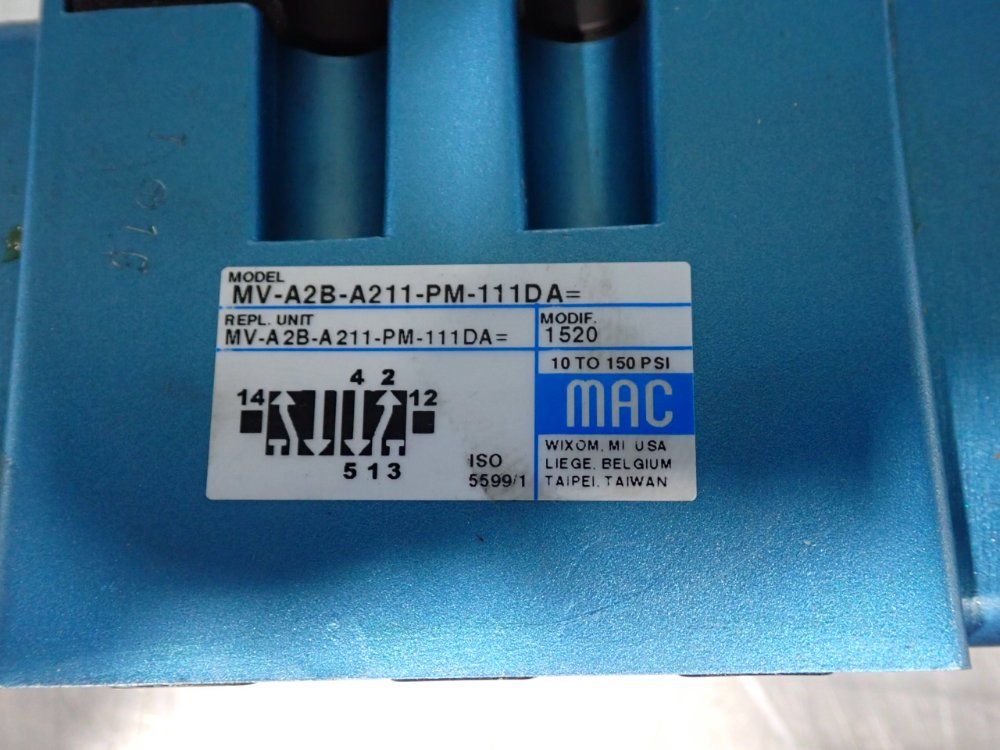 MODEL
MV-A2B-A211-PM-111DA=
REPL. UNIT
MV-A2B-A211-PM-111DA=
MODIF.
1520
10 TO 150 PSI
MAC
WIXOM, MI USA
LIEGE, BELGIUM
TAIPEI, TAIWAN
4 2
14 12
5 1 3
ISO
5599/1